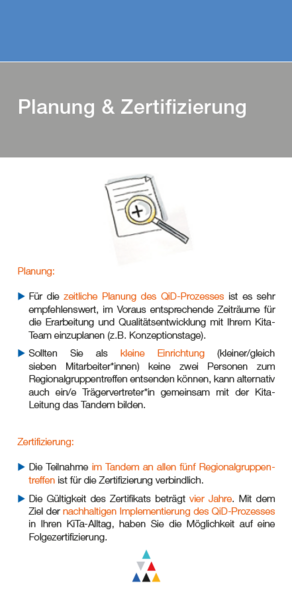 Planung & Zertifizierung
Planung:
Für die zeitliche Planung des QiD-Prozesses ist es sehr
empfehlenswert, im Voraus entsprechende Zeiträume für
die Erarbeitung und Qualitätsentwicklung mit Ihrem Kita-
Team einzuplanen (z.B. Konzeptionstage).
Sollten Sie als kleine Einrichtung (kleiner/gleich
sieben Mitarbeiter*innen) keine zwei Personen zum
Regionalgruppentreffen entsenden können, kann alternativ
auch ein/e Trägervertreter*in gemeinsam mit der Kita-
Leitung das Tandem bilden.
Zertifizierung:
Die Teilnahme im Tandem an allen fünf Regionalgruppen-
treffen ist für die Zertifizierung verbindlich.
Die Gültigkeit des Zertifikats beträgt vier Jahre. Mit dem
Ziel der nachhaltigen Implementierung des QiD-Prozesses
in Ihren KiTa-Alltag, haben Sie die Möglichkeit auf eine
Folgezertifizierung.